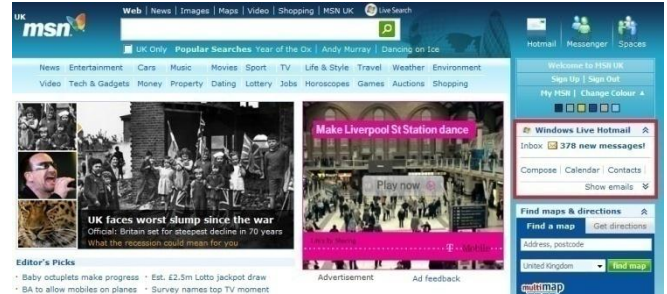 UK
msn
Web | News | Images | Maps | Video | Shopping | MSN UK
Live Search
UK Only Popular Searches Year of the Ox | Andy Murray | Dancing on Ice
Hotmail Messenger Spaces
News Entertainment Cars Music Movies Sport TV Life & Style Travel Weather Environment
Video Tech & Gadgets Money Property Dating Lottery Jobs Horoscopes Games Auctions Shopping
Welcome to MSN UK
Sign Up | Sign Out
My MSN | Change Colour
Make Liverpool St Station dance
Play now
Life's for Sharing
T-Mobile
UK faces worst slump since the war
Official: Britain set for steepest decline in 70 years
What the recession could mean for you
Windows Live Hotmail
Inbox 378 new messages!
Compose | Calendar | Contacts
Show emails
Find maps & directions
Find a map Get directions
Address, postcode
United Kingdom find map
multimap
Editor's Picks
· Baby octuplets make progress · Est. £2.5m Lotto jackpot draw
· BA to allow mobiles on planes · Survey names top TV moment
Advertisement Ad feedback